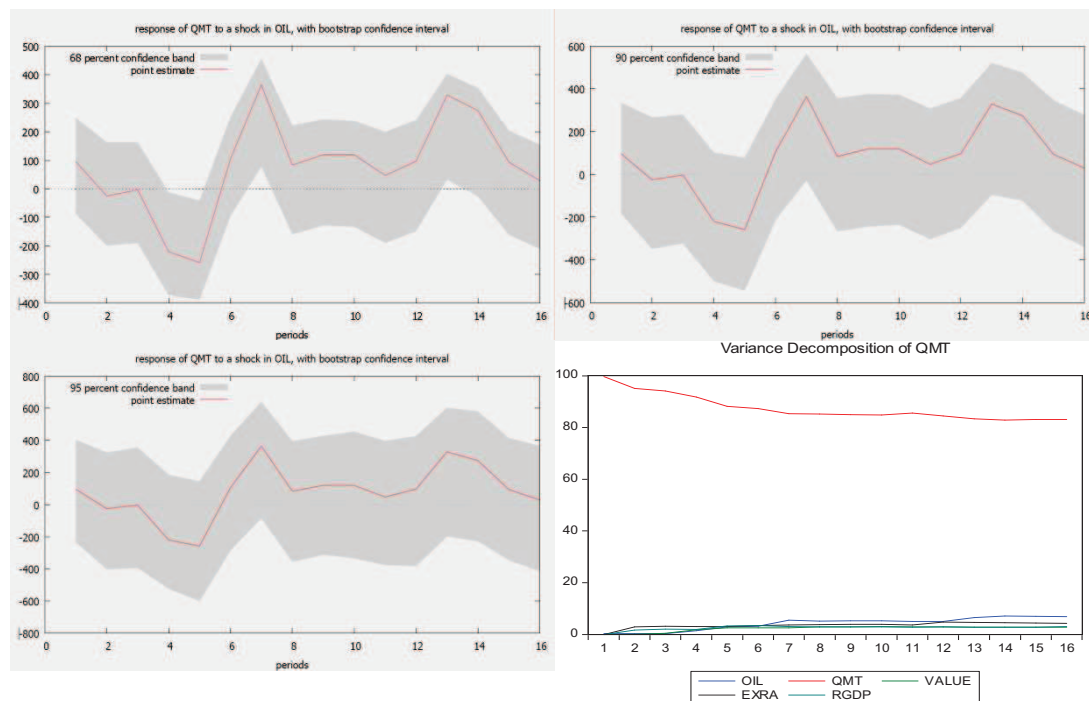 response of QMT to a shock in OIL, with bootstrap confidence interval
68 percent confidence band
point estimate
500
400
300
200
100
0
-100
-200
-300
-400
0 2 4 6 8 10 12 14 16
periods
response of QMT to a shock in OIL, with bootstrap confidence interval
90 percent confidence band
point estimate
600
400
200
0
-200
-400
-600
0 2 4 6 8 10 12 14 16
periods
response of QMT to a shock in OIL, with bootstrap confidence interval
95 percent confidence band
point estimate
800
600
400
200
0
-200
-400
-600
-800
0 2 4 6 8 10 12 14 16
periods
Variance Decomposition of QMT
100
80
60
40
20
0
1 2 3 4 5 6 7 8 9 10 11 12 13 14 15 16
OIL QMT VALUE
EXRA RGDP